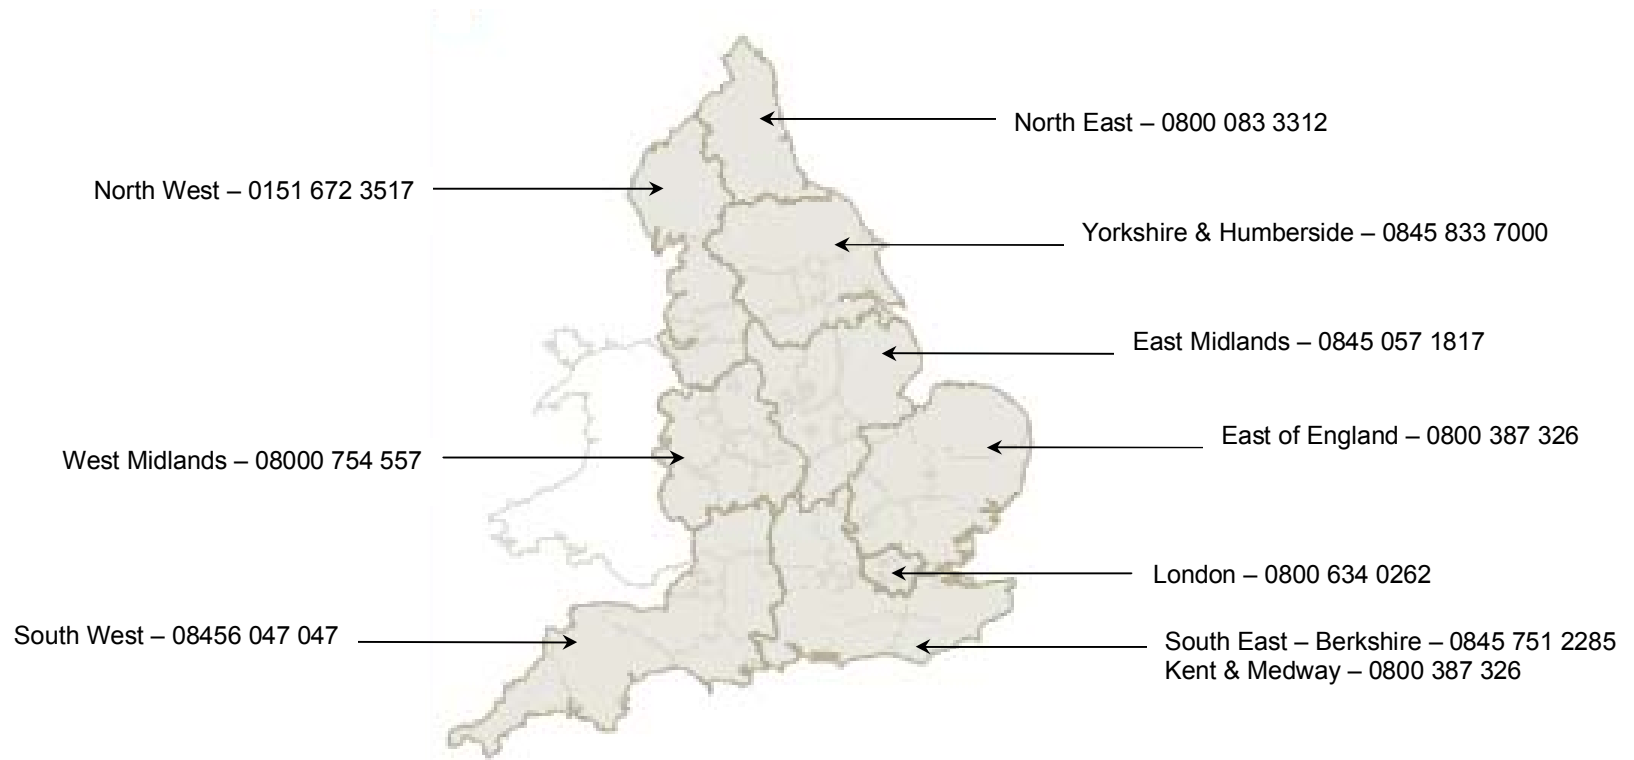 North East – 0800 083 3312
North West – 0151 672 3517
Yorkshire & Humberside – 0845 833 7000
East Midlands – 0845 057 1817
East of England – 0800 387 326
West Midlands – 08000 754 557
London – 0800 634 0262
South West – 08456 047 047
South East – Berkshire – 0845 751 2285
Kent & Medway – 0800 387 326